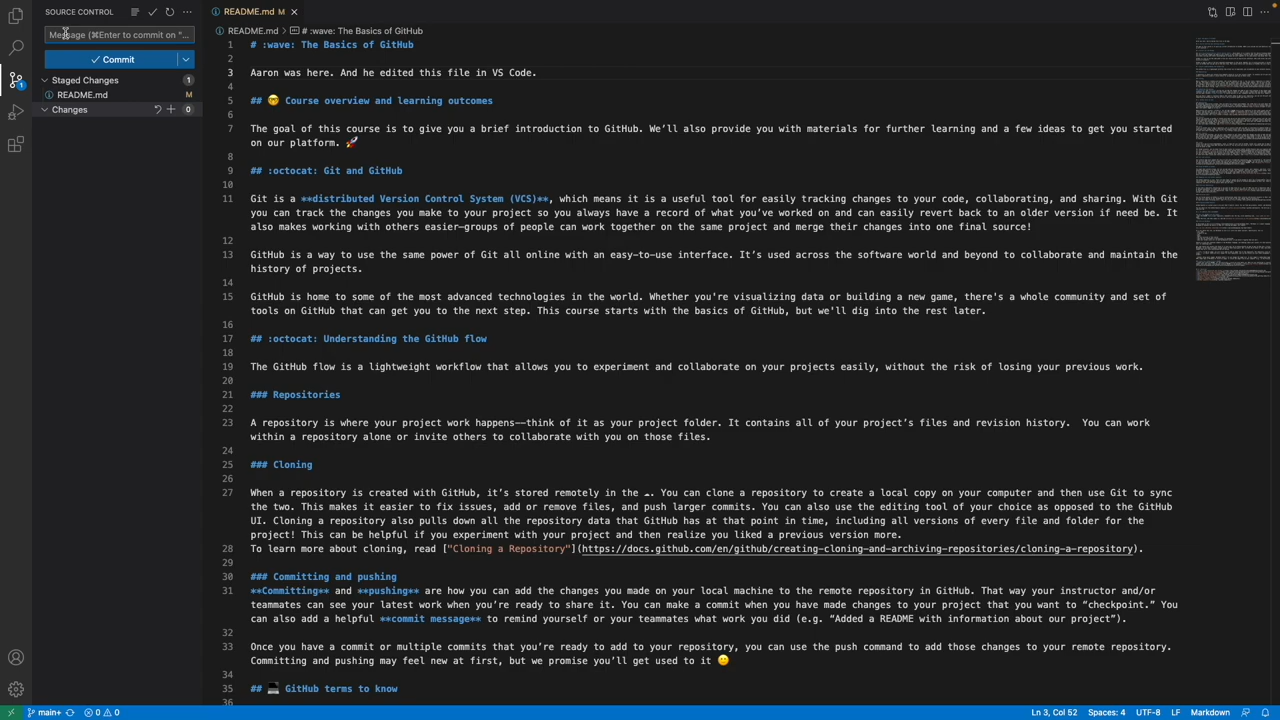 SOURCE CONTROL
README.md M
README.md > # :wave: The Basics of GitHub
Message (⌘Enter to commit on "...
Commit
Staged Changes 1
README.md M
Changes 0
1 # :wave: The Basics of GitHub
2
3 Aaron was here. And he edited this file in VS Code.
4
5 ## 🤓 Course overview and learning outcomes
6
7 The goal of this course is to give you a brief introduction to GitHub. We'll also provide you with materials for further learning and a few ideas to get you started
on our platform. 🚀
8
9 ## :octocat: Git and GitHub
10
11 Git is a **distributed Version Control System (VCS)**, which means it is a useful tool for easily tracking changes to your code, collaborating, and sharing. With Git
you can track the changes you make to your project so you always have a record of what you've worked on and can easily revert back to an older version if need be. It
also makes working with others easier—groups of people can work together on the same project and merge their changes into one final source!
12
13 GitHub is a way to use the same power of Git all online with an easy-to-use interface. It's used across the software world and beyond to collaborate and maintain the
history of projects.
14
15 GitHub is home to some of the most advanced technologies in the world. Whether you're visualizing data or building a new game, there's a whole community and set of
tools on GitHub that can get you to the next step. This course starts with the basics of GitHub, but we'll dig into the rest later.
16
17 ## :octocat: Understanding the GitHub flow
18
19 The GitHub flow is a lightweight workflow that allows you to experiment and collaborate on your projects easily, without the risk of losing your previous work.
20
21 ### Repositories
22
23 A repository is where your project work happens--think of it as your project folder. It contains all of your project's files and revision history.  You can work
within a repository alone or invite others to collaborate with you on those files.
24
25 ### Cloning
26
27 When a repository is created with GitHub, it's stored remotely in the ☁️. You can clone a repository to create a local copy on your computer and then use Git to sync
the two. This makes it easier to fix issues, add or remove files, and push larger commits. You can also use the editing tool of your choice as opposed to the GitHub
UI. Cloning a repository also pulls down all the repository data that GitHub has at that point in time, including all versions of every file and folder for the
project! This can be helpful if you experiment with your project and then realize you liked a previous version more.
28 To learn more about cloning, read ["Cloning a Repository"](https://docs.github.com/en/github/creating-cloning-and-archiving-repositories/cloning-a-repository).
29
30 ### Committing and pushing
31 **Committing** and **pushing** are how you can add the changes you made on your local machine to the remote repository in GitHub. That way your instructor and/or
teammates can see your latest work when you're ready to share it. You can make a commit when you have made changes to your project that you want to “checkpoint.” You
can also add a helpful **commit message** to remind yourself or your teammates what work you did (e.g. “Added a README with information about our project”).
32
33 Once you have a commit or multiple commits that you're ready to add to your repository, you can use the push command to add those changes to your remote repository.
Committing and pushing may feel new at first, but we promise you'll get used to it 🙂
34
35 ## 💻 GitHub terms to know
36
main+ 0 0
Ln 3, Col 52 Spaces: 4 UTF-8 LF Markdown